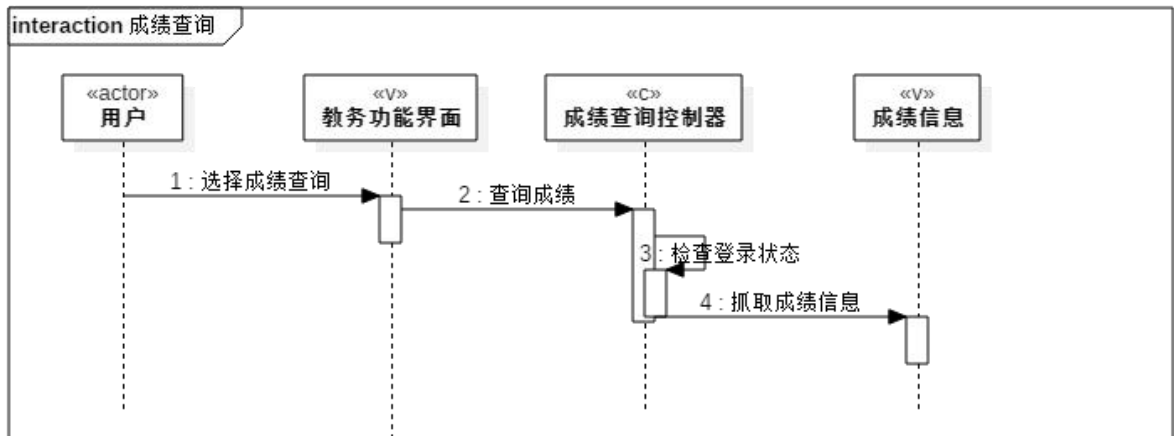 interaction 成绩查询
«actor»
用户
«v»
教务功能界面
«c»
成绩查询控制器
«v»
成绩信息
1 : 选择成绩查询
2 : 查询成绩
3 : 检查登录状态
4 : 抓取成绩信息